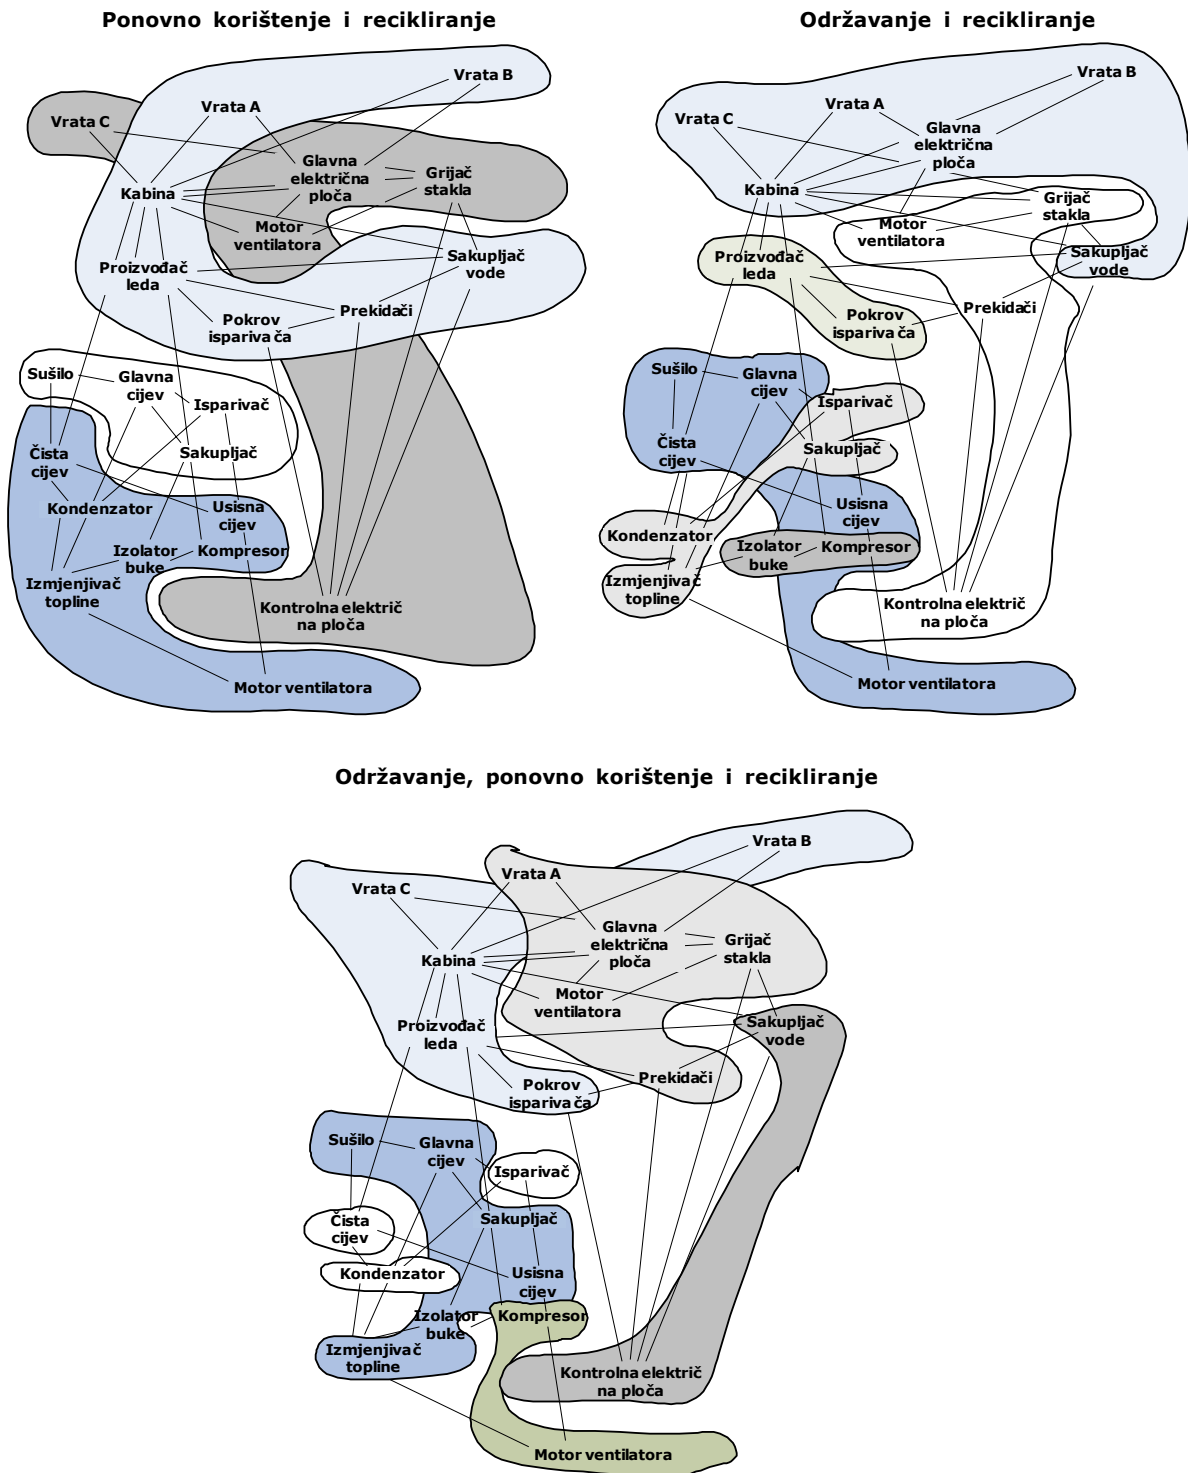 Ponovno korištenje i recikliranje
Vrata B
Vrata A
Vrata C
Glavna
električna
ploča
Grijač
stakla
Kabina
Motor
ventilatora
Sakupljač
vode
Proizvođač
leda
Prekidači
Pokrov
ispariva ča
Sušilo
Glavna
cijev
Isparivač
Čista
cijev
Sakupljač
Kondenzator
Usisna
cijev
Izolator
buke
Kompresor
Izmjenjivač
topline
Kontrolna električ
na ploča
Motor ventilatora
Održavanje i recikliranje
Vrata B
Vrata A
Vrata C
Glavna
električna
ploča
Kabina
Grijač
stakla
Motor
ventilatora
Sakupljač
vode
Proizvođač
leda
Prekidači
Pokrov
ispariva ča
Sušilo
Glavna
cijev
Isparivač
Čista
cijev
Sakupljač
Usisna
cijev
Kondenzator
Izolator
buke
Kompresor
Izmjenjivač
topline
Kontrolna električ
na ploča
Motor ventilatora
Održavanje, ponovno korištenje i recikliranje
Vrata B
Vrata A
Vrata C
Glavna
električna
ploča
Grijač
stakla
Kabina
Motor
ventilatora
Sakupljač
vode
Proizvođač
leda
Prekidači
Pokrov
ispariva ča
Sušilo
Glavna
cijev
Isparivač
Čista
cijev
Sakupljač
Kondenzator
Usisna
cijev
Izolator
buke
Kompresor
Izmjenjivač
topline
Kontrolna električ
na ploča
Motor ventilatora